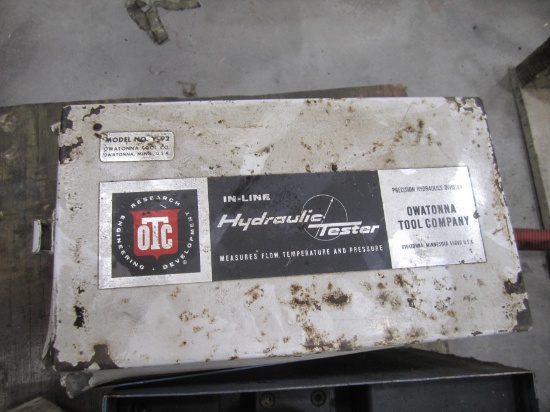 MODEL NO.
OWATONNA TOOL CO.
OWATONNA, MINN., U.S.A.
RESEARCH
ENGINEERING • DEVELOPMENT
OTC
IN-LINE
Hydraulic
Tester
MEASURES FLOW, TEMPERATURE AND PRESSURE
PRECISION HYDRAULICS DIVISION
OWATONNA
TOOL COMPANY
OWATONNA, MINNESOTA 55060 U.S.A.